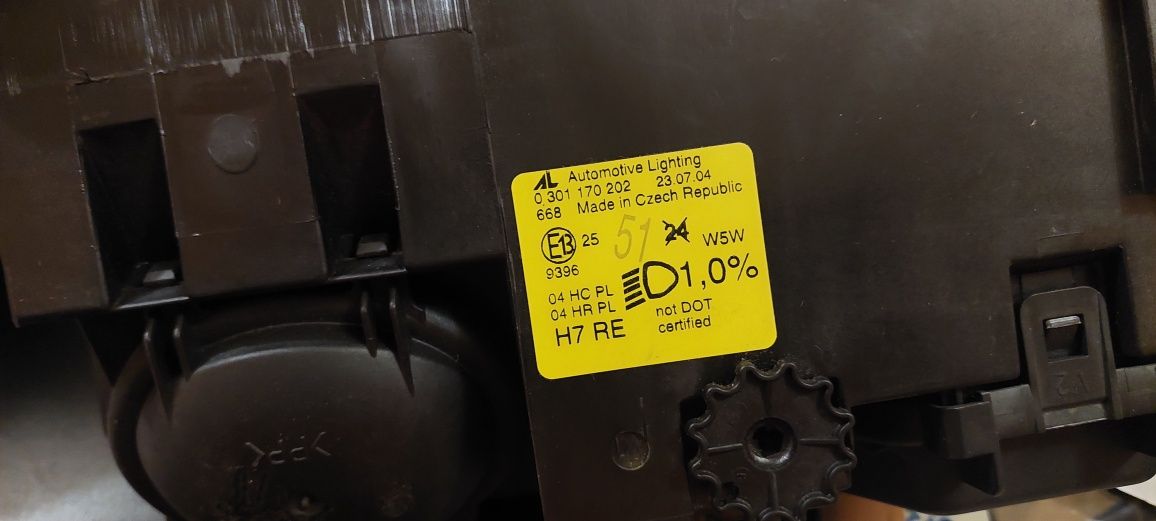 AL Automotive Lighting
0 301 170 202 23.07.04
668 Made in Czech Republic
E13 25 51 24 W5W
9396
1,0%
04 HC PL
04 HR PL not DOT
H7 RE certified
>PP<